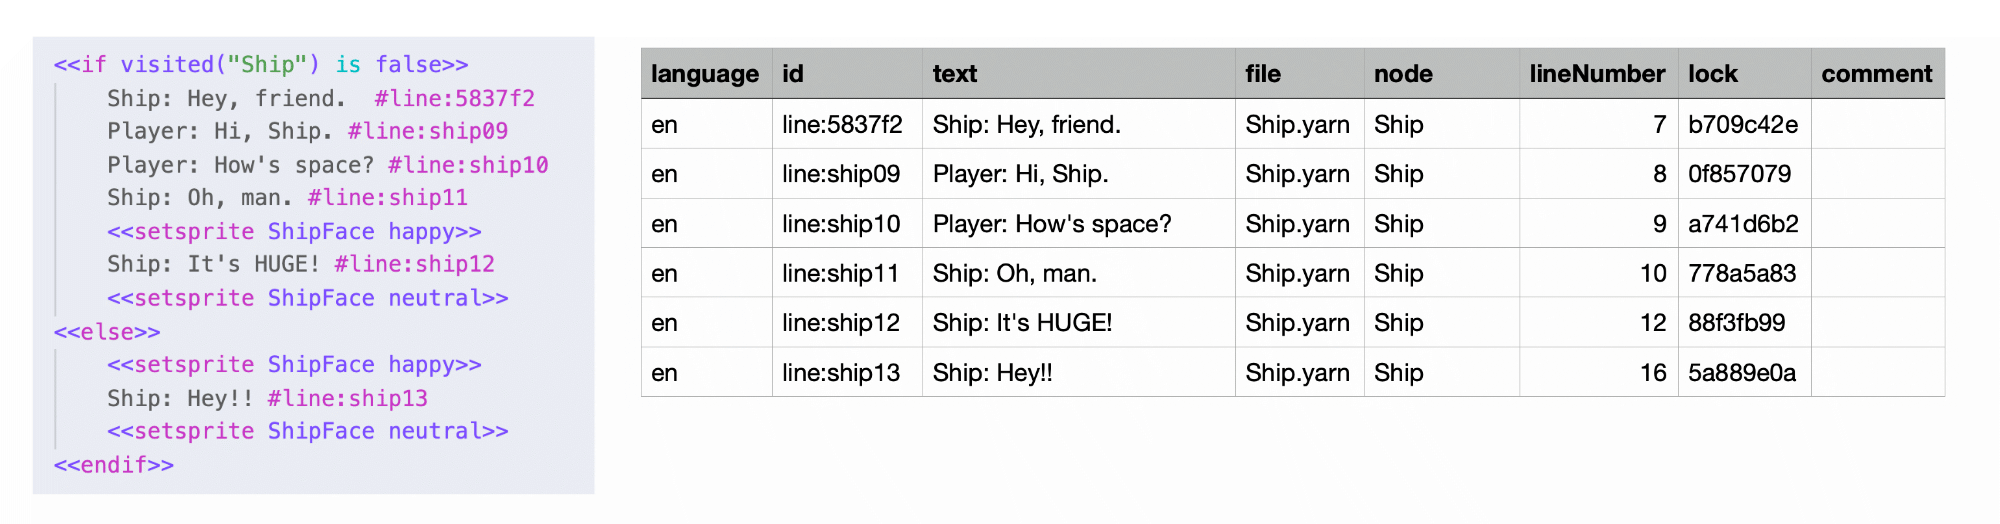 <<if visited("Ship") is false>>
Ship: Hey, friend.  #line:5837f2
Player: Hi, Ship. #line:ship09
Player: How's space? #line:ship10
Ship: Oh, man. #line:ship11
<<setsprite ShipFace happy>>
Ship: It's HUGE! #line:ship12
<<setsprite ShipFace neutral>>
<<else>>
<<setsprite ShipFace happy>>
Ship: Hey!! #line:ship13
<<setsprite ShipFace neutral>>
<<endif>>
language id text file node lineNumber lock comment
en line:5837f2 Ship: Hey, friend. Ship.yarn Ship 7 b709c42e
en line:ship09 Player: Hi, Ship. Ship.yarn Ship 8 0f857079
en line:ship10 Player: How's space? Ship.yarn Ship 9 a741d6b2
en line:ship11 Ship: Oh, man. Ship.yarn Ship 10 778a5a83
en line:ship12 Ship: It's HUGE! Ship.yarn Ship 12 88f3fb99
en line:ship13 Ship: Hey!! Ship.yarn Ship 16 5a889e0a